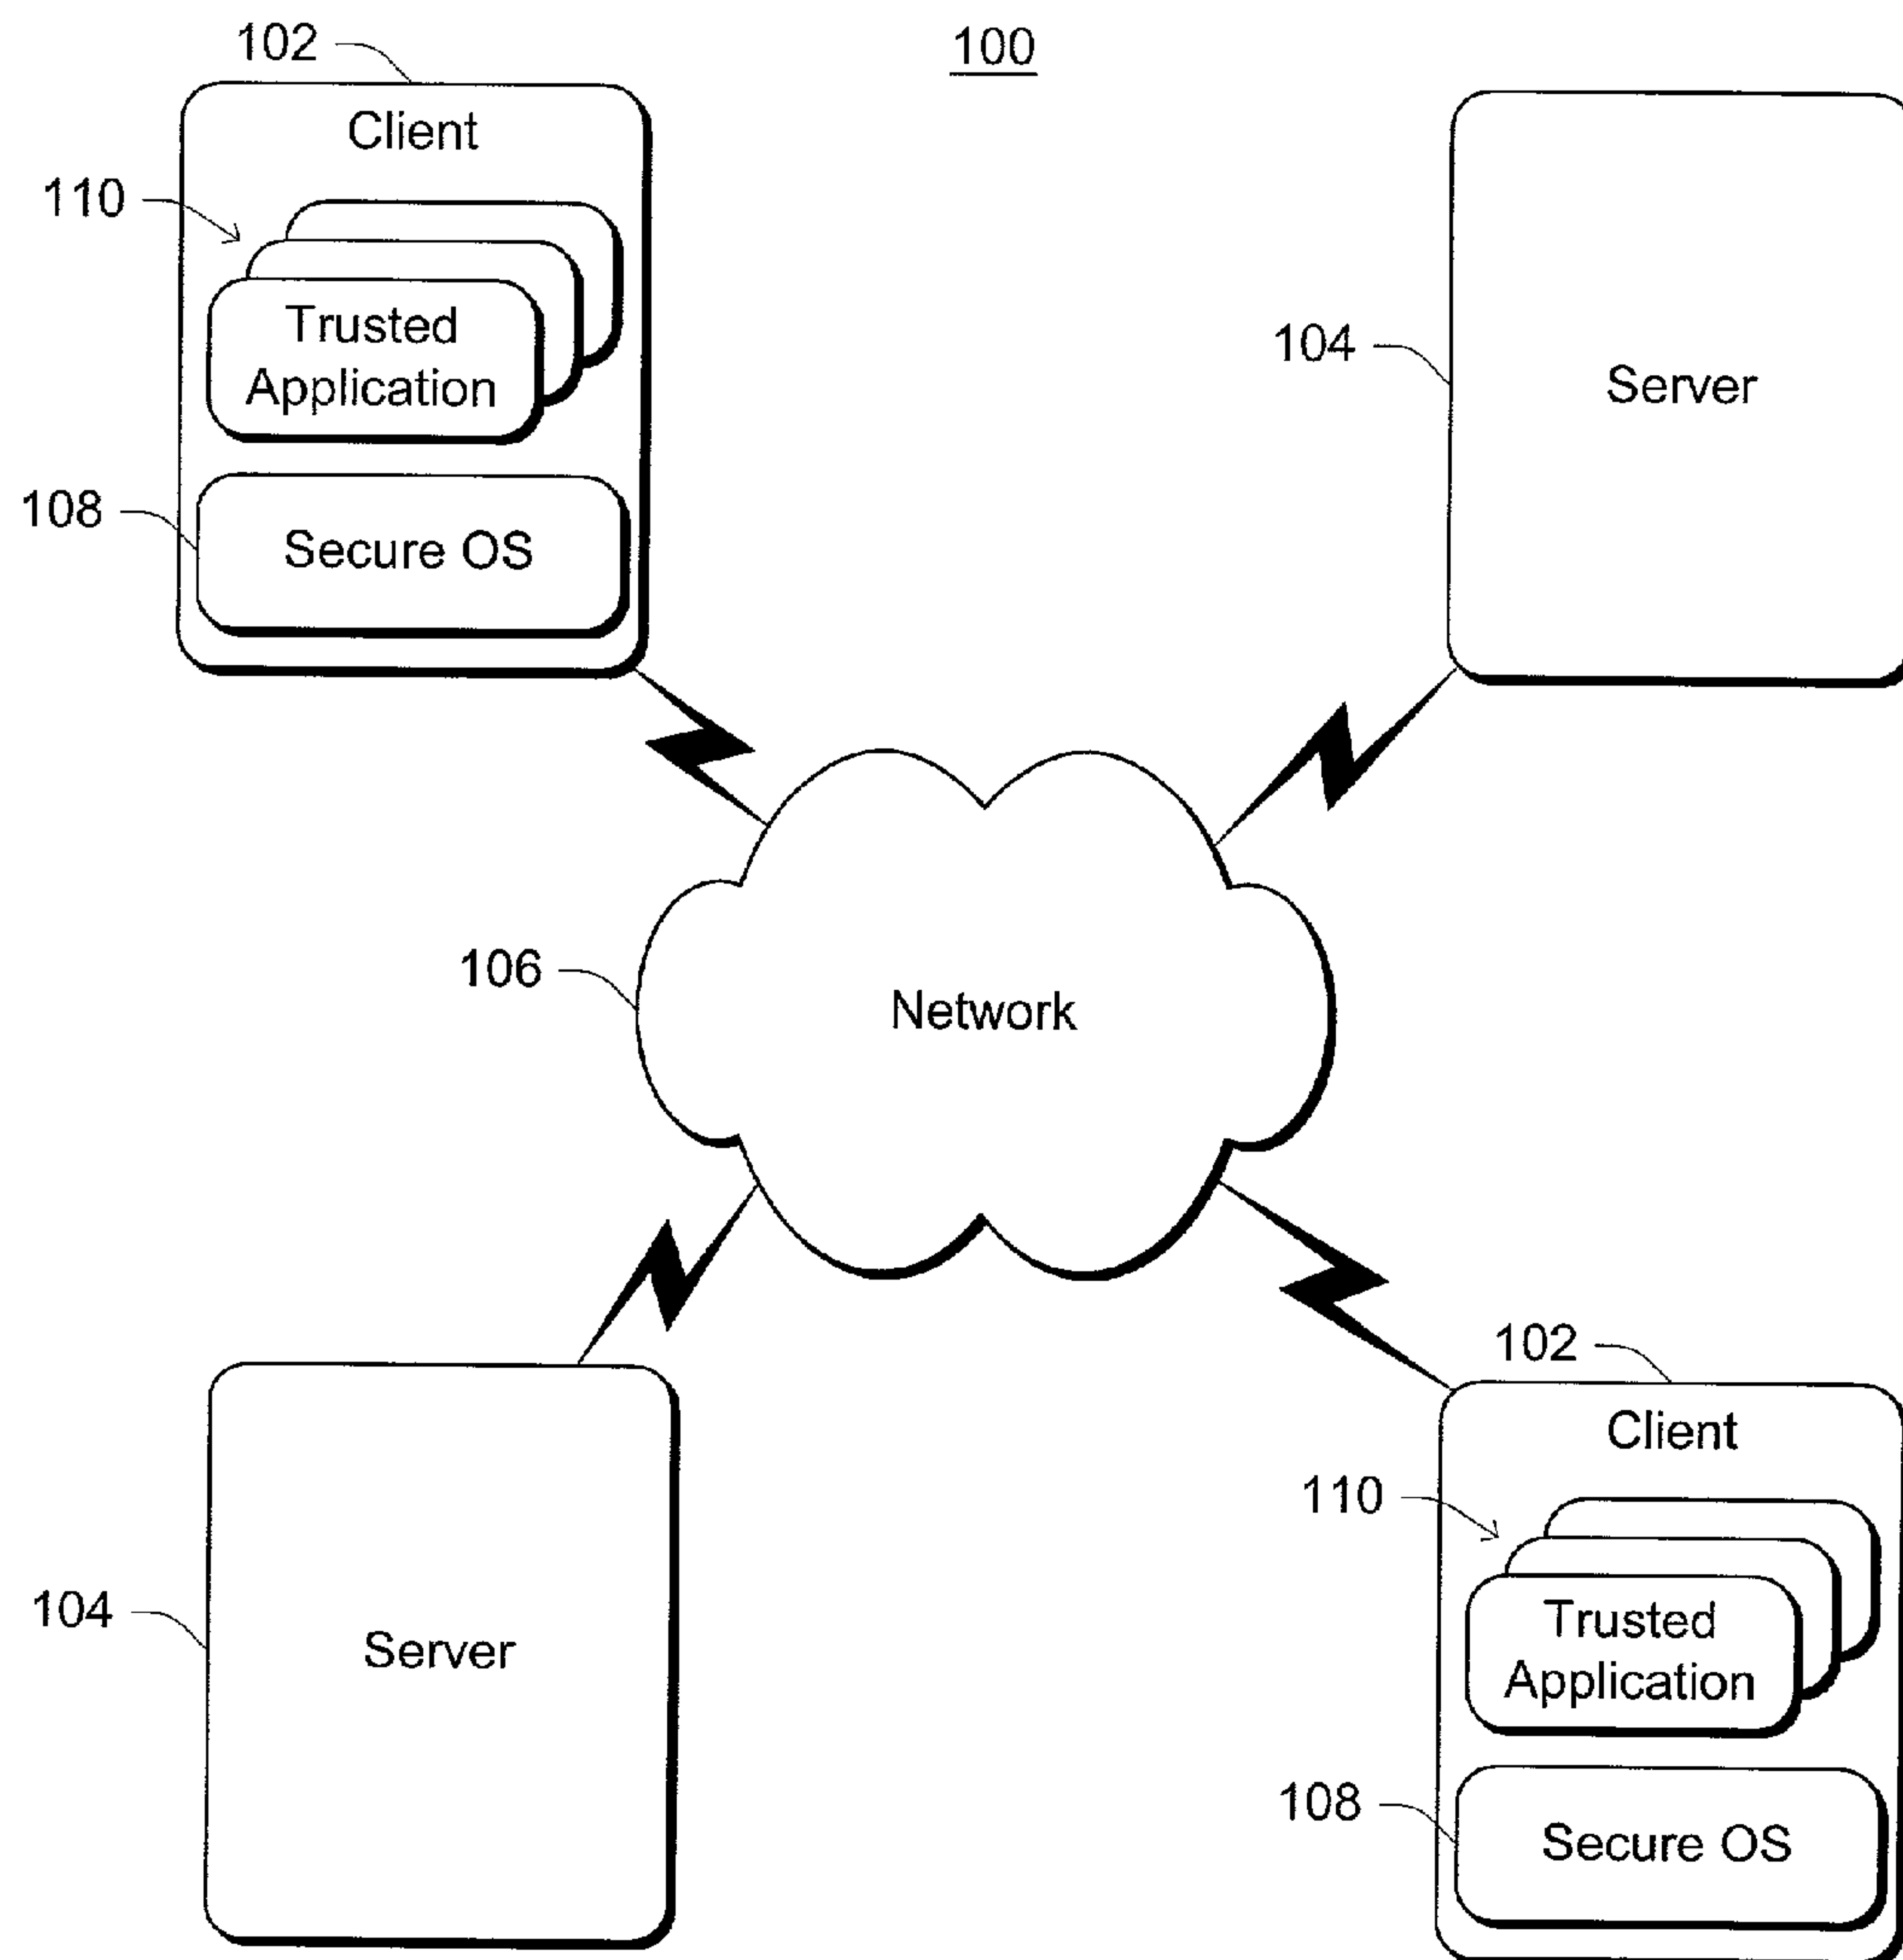 102
100
Client
110
Trusted
Application
104
Server
108
Secure OS
106
Network
102
Client
110
104
Server
Trusted
Application
108
Secure OS